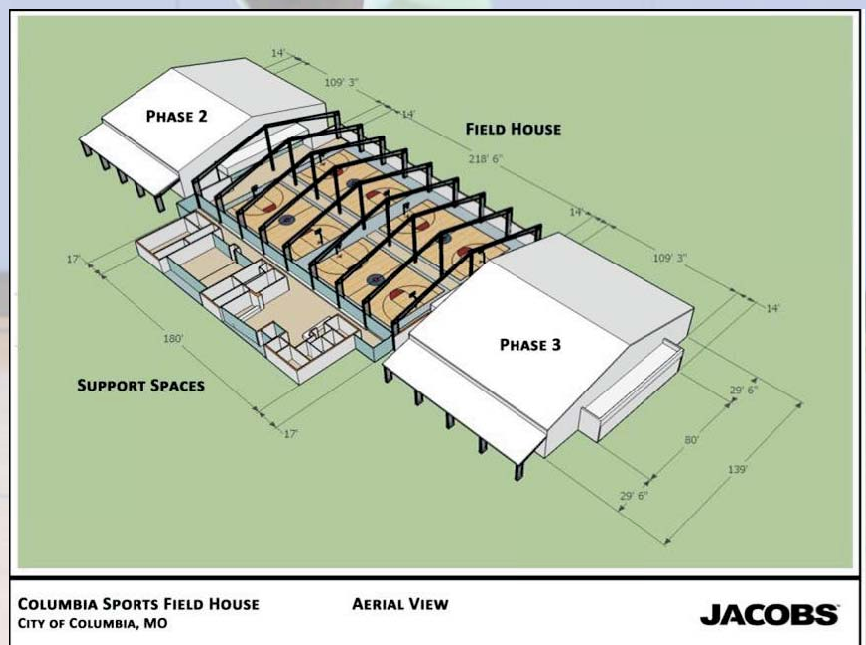 14'
109' 3"
14'
PHASE 2
FIELD HOUSE
218' 6"
14'
109' 3"
17'
14'
180'
PHASE 3
SUPPORT SPACES
29' 6"
17'
80'
139'
29' 6"
COLUMBIA SPORTS FIELD HOUSE
AERIAL VIEW
CITY OF COLUMBIA, MO
JACOBS